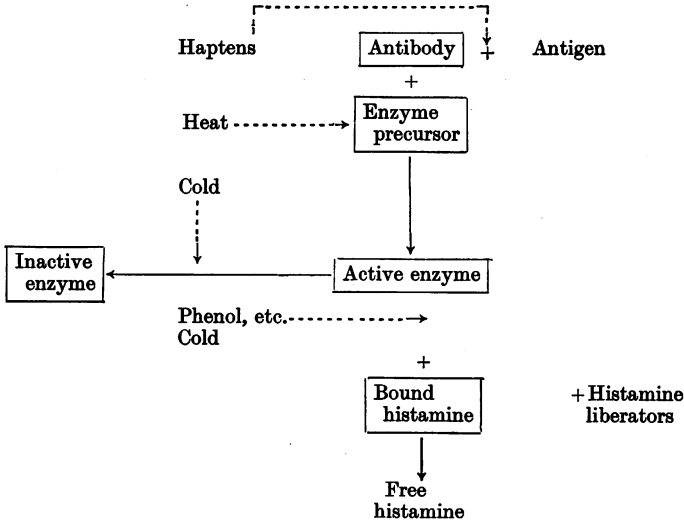 Haptens Antibody + Antigen
+
Heat Enzyme
precursor
Cold
Inactive
enzyme
Active enzyme
Phenol, etc.
Cold
+
Bound
histamine
+ Histamine
liberators
Free
histamine